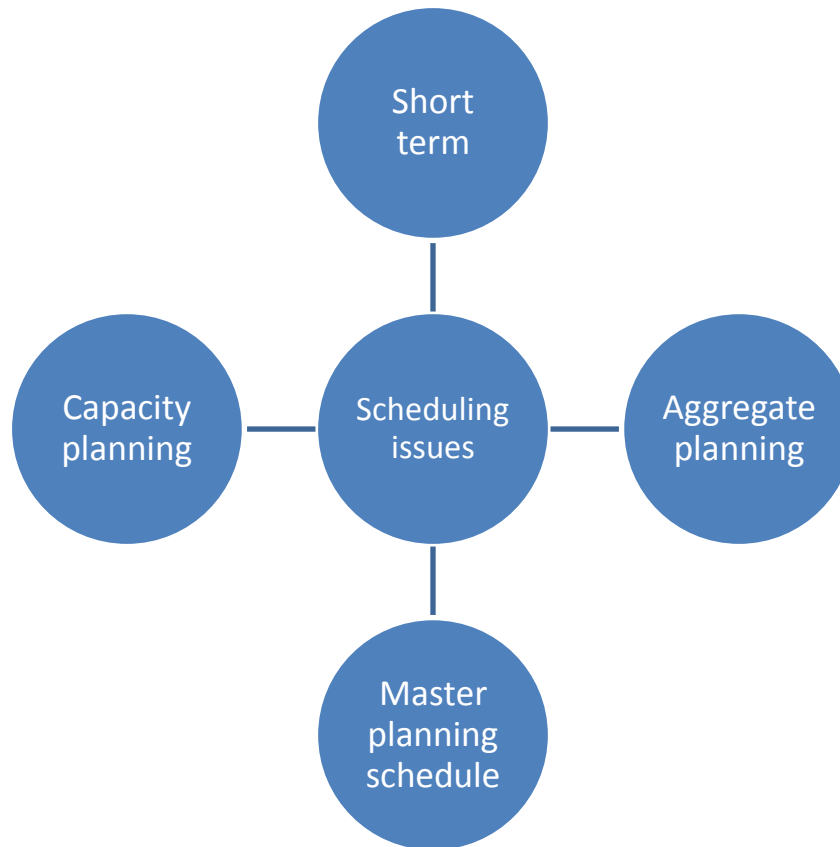 Short
term
Capacity
planning
Scheduling
issues
Aggregate
planning
Master
planning
schedule